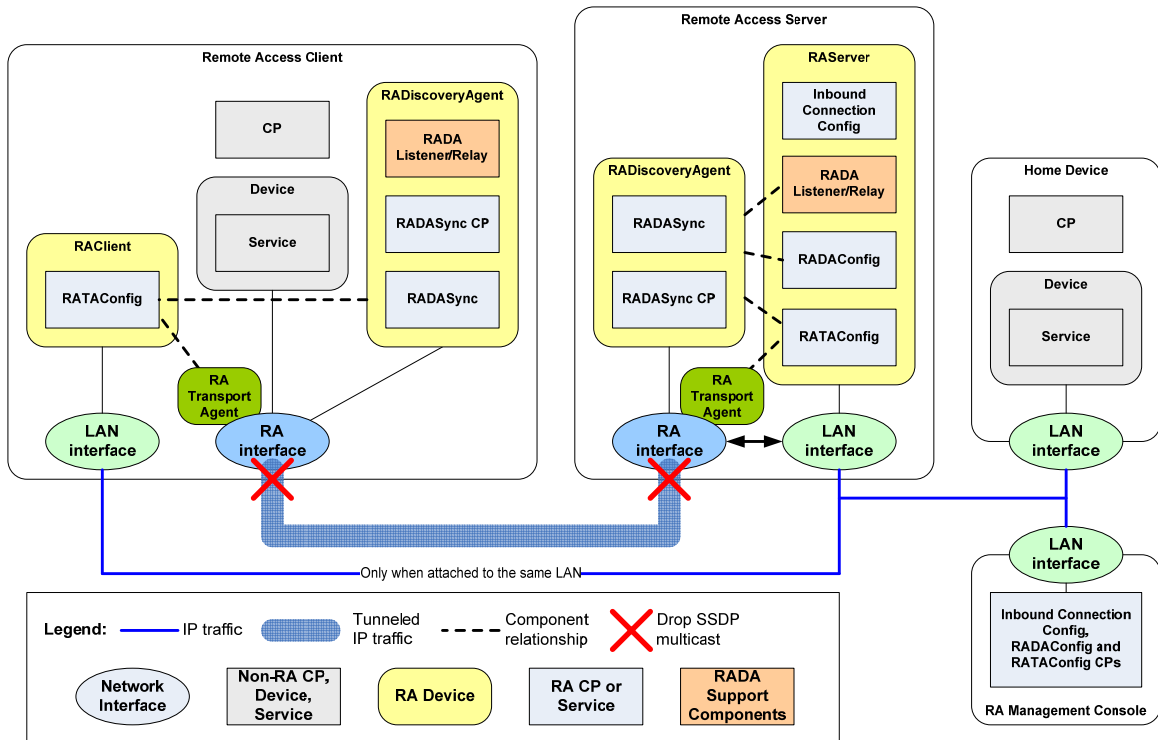 Remote Access Client
CP
Device
Service
RAClient
RATAConfig
RADiscoveryAgent
RADA
Listener/Relay
RADASync CP
RADASync
RA
Transport
Agent
LAN
interface
RA
interface
Remote Access Server
RAServer
Inbound
Connection
Config
RADA
Listener/Relay
RADAConfig
RATAConfig
RADiscoveryAgent
RADASync
RADASync CP
RA
Transport
Agent
RA
interface
LAN
interface
Home Device
CP
Device
Service
LAN
interface
LAN
interface
Inbound Connection
Config,
RADAConfig and
RATAConfig CPs
RA Management Console
Only when attached to the same LAN
Legend:
IP traffic
Tunneled
IP traffic
Component
relationship
Drop SSDP
multicast
Network
Interface
Non-RA CP,
Device,
Service
RA Device
RA CP or
Service
RADA
Support
Components